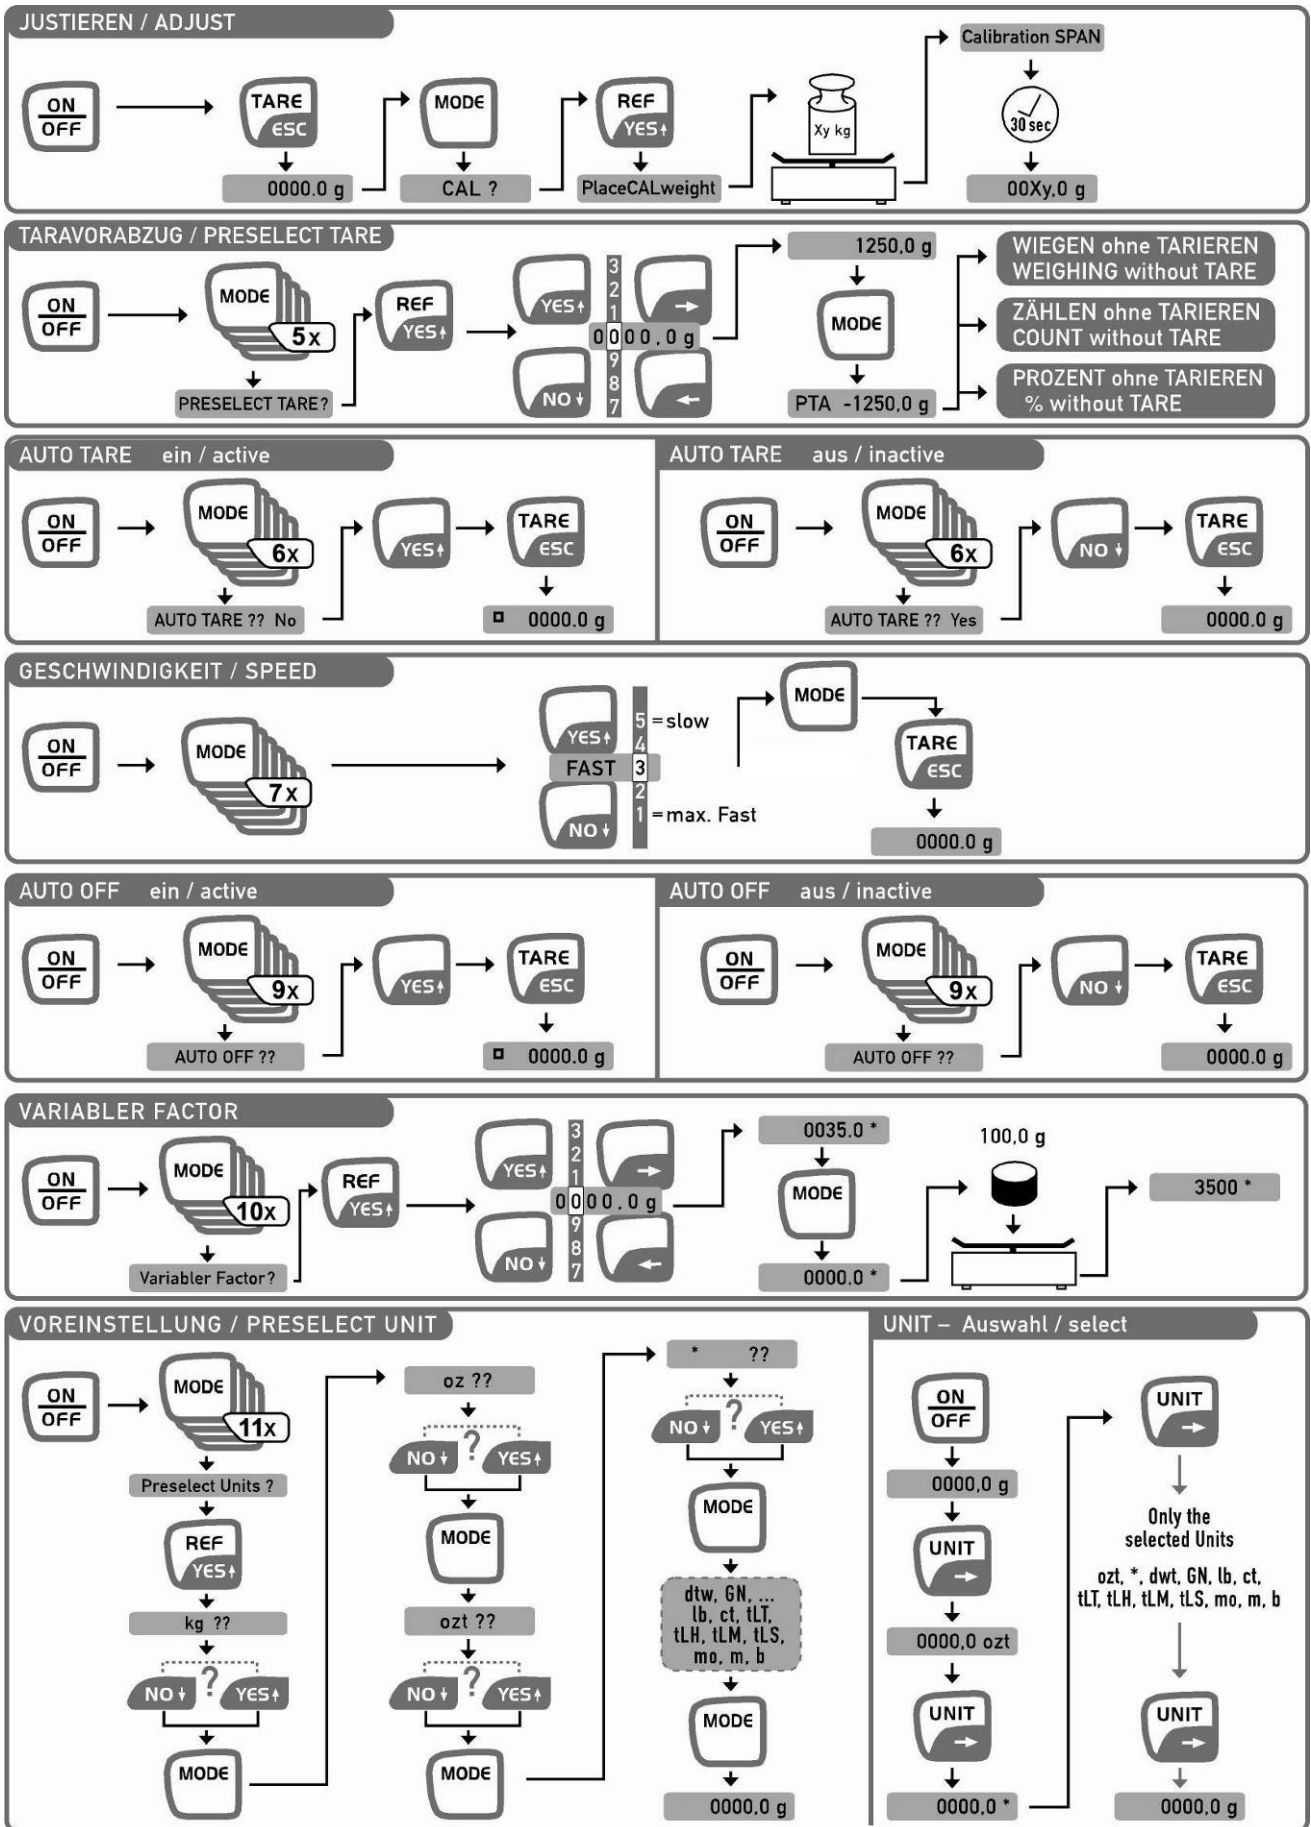 JUSTIEREN / ADJUST
ON
OFF
TARE
ESC
0000.0 g
MODE
CAL ?
REF
YES↑
PlaceCALweight
Xy kg
Calibration SPAN
30 sec
00Xy,0 g
TARAVORABZUG / PRESELECT TARE
ON
OFF
MODE
5x
PRESELECT TARE?
REF
YES↑
YES↑
NO↓
3
2
1
0000,0 g
9
8
7
→
←
1250,0 g
MODE
PTA -1250,0 g
WIEGEN ohne TARIEREN
WEIGHING without TARE
ZÄHLEN ohne TARIEREN
COUNT without TARE
PROZENT ohne TARIEREN
% without TARE
AUTO TARE ein / active
ON
OFF
MODE
6x
AUTO TARE ?? No
YES↑
TARE
ESC
0000.0 g
AUTO TARE aus / inactive
ON
OFF
MODE
6x
AUTO TARE ?? Yes
NO ↓
TARE
ESC
0000.0 g
GESCHWINDIGKEIT / SPEED
ON
OFF
MODE
7x
YES↑
5 = slow
4
FAST 3
2
1 = max. Fast
NO↓
MODE
TARE
ESC
0000.0 g
AUTO OFF ein / active
ON
OFF
MODE
9x
AUTO OFF ??
YES↑
TARE
ESC
0000.0 g
AUTO OFF aus / inactive
ON
OFF
MODE
9x
AUTO OFF ??
NO ↓
TARE
ESC
0000.0 g
VARIABLER FACTOR
ON
OFF
MODE
10x
Variabler Factor?
REF
YES↑
YES↑
NO↓
3
2
1
0000,0 g
9
8
7
→
←
0035.0 *
MODE
0000.0 *
100,0 g
3500 *
VOREINSTELLUNG / PRESELECT UNIT
ON
OFF
MODE
11x
Preselect Units ?
REF
YES↑
kg ??
NO↓ ? YES↑
MODE
oz ??
NO↓ ? YES↑
MODE
ozt ??
NO↓ ? YES↑
MODE
* ??
NO↓ ? YES↑
MODE
dtw, GN, ...
lb, ct, tLT,
tLH, tLM, tLS,
mo, m, b
MODE
0000,0 g
UNIT – Auswahl / select
ON
OFF
0000,0 g
UNIT
→
0000,0 ozt
UNIT
→
0000,0 *
UNIT
→
Only the
selected Units
ozt, *, dwt, GN, lb, ct,
tLT, tLH, tLM, tLS, mo, m, b
UNIT
→
0000,0 g